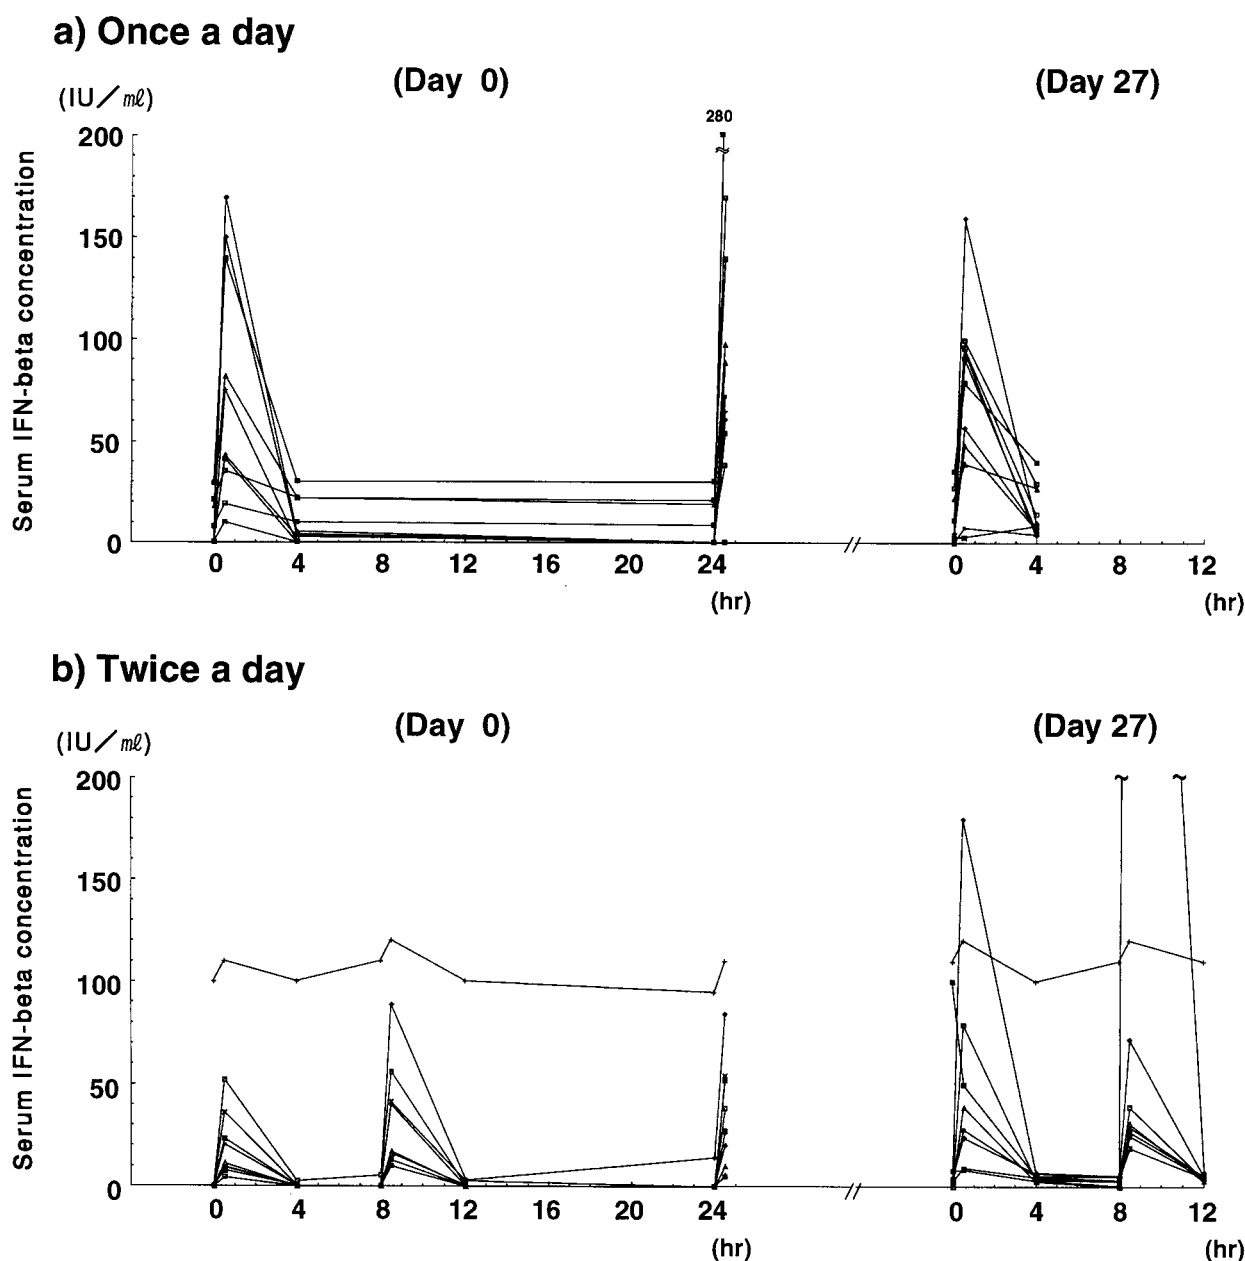 a) Once a day
(Day 0)
(Day 27)
(IU/mℓ)
280
Serum IFN-beta concentration
200
150
100
50
0
0 4 8 12 16 20 24
0 4 8 12
(hr)
(hr)
b) Twice a day
(Day 0)
(Day 27)
(IU/mℓ)
Serum IFN-beta concentration
200
150
100
50
0
0 4 8 12 16 20 24
0 4 8 12
(hr)
(hr)